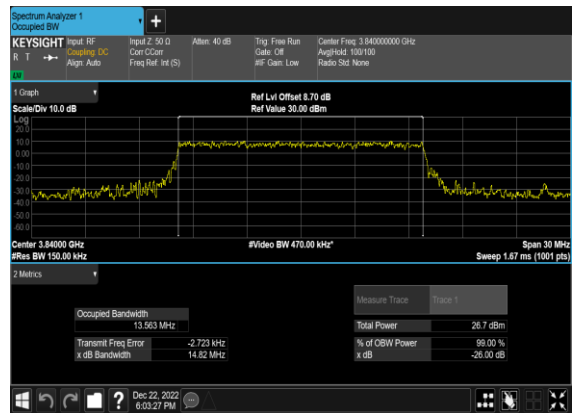 Spectrum Analyzer 1
Occupied BW
KEYSIGHT Input: RF Input Z: 50 Ω Atten: 40 dB Trig: Free Run Center Freq: 3.840000000 GHz
R T Coupling: DC Corr CCorr Gate: Off Avg|Hold: 100/100
Align: Auto Freq Ref: Int (S) #IF Gain: Low Radio Std: None
LW
1 Graph
Ref Lvl Offset 8.70 dB
Scale/Div 10.0 dB Ref Value 30.00 dBm
Log
20.0
10.0
0.00
-10.0
-20.0
-30.0
-40.0
-50.0
-60.0
Center 3.84000 GHz #Video BW 470.00 kHz* Span 30 MHz
#Res BW 150.00 kHz Sweep 1.67 ms (1001 pts)
2 Metrics
Measure Trace Trace 1
Occupied Bandwidth
13.563 MHz Total Power 26.7 dBm
Transmit Freq Error -2.723 kHz % of OBW Power 99.00 %
x dB Bandwidth 14.82 MHz x dB -26.00 dB
? Dec 22, 2022
6:03:27 PM